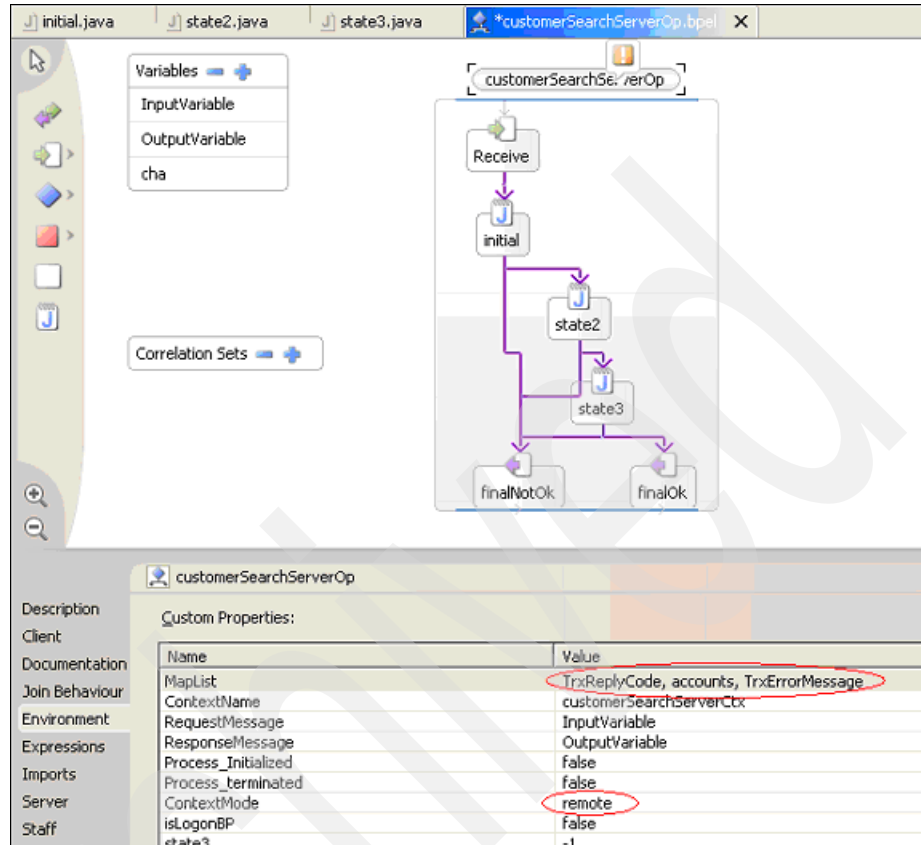 initial.java state2.java state3.java *customerSearchServerOp.bpel
Variables
InputVariable
OutputVariable
cha
Correlation Sets
customerSearchServerOp
Receive
initial
state2
state3
finalNotOk finalOk
customerSearchServerOp
Description
Client
Documentation
Join Behaviour
Environment
Expressions
Imports
Server
Staff
Custom Properties:
Name Value
MapList TrxReplyCode, accounts, TrxErrorMessage
ContextName customerSearchServerCtx
RequestMessage InputVariable
ResponseMessage OutputVariable
Process_Initialized false
Process_terminated false
ContextMode remote
isLogonBP false
state3 -1